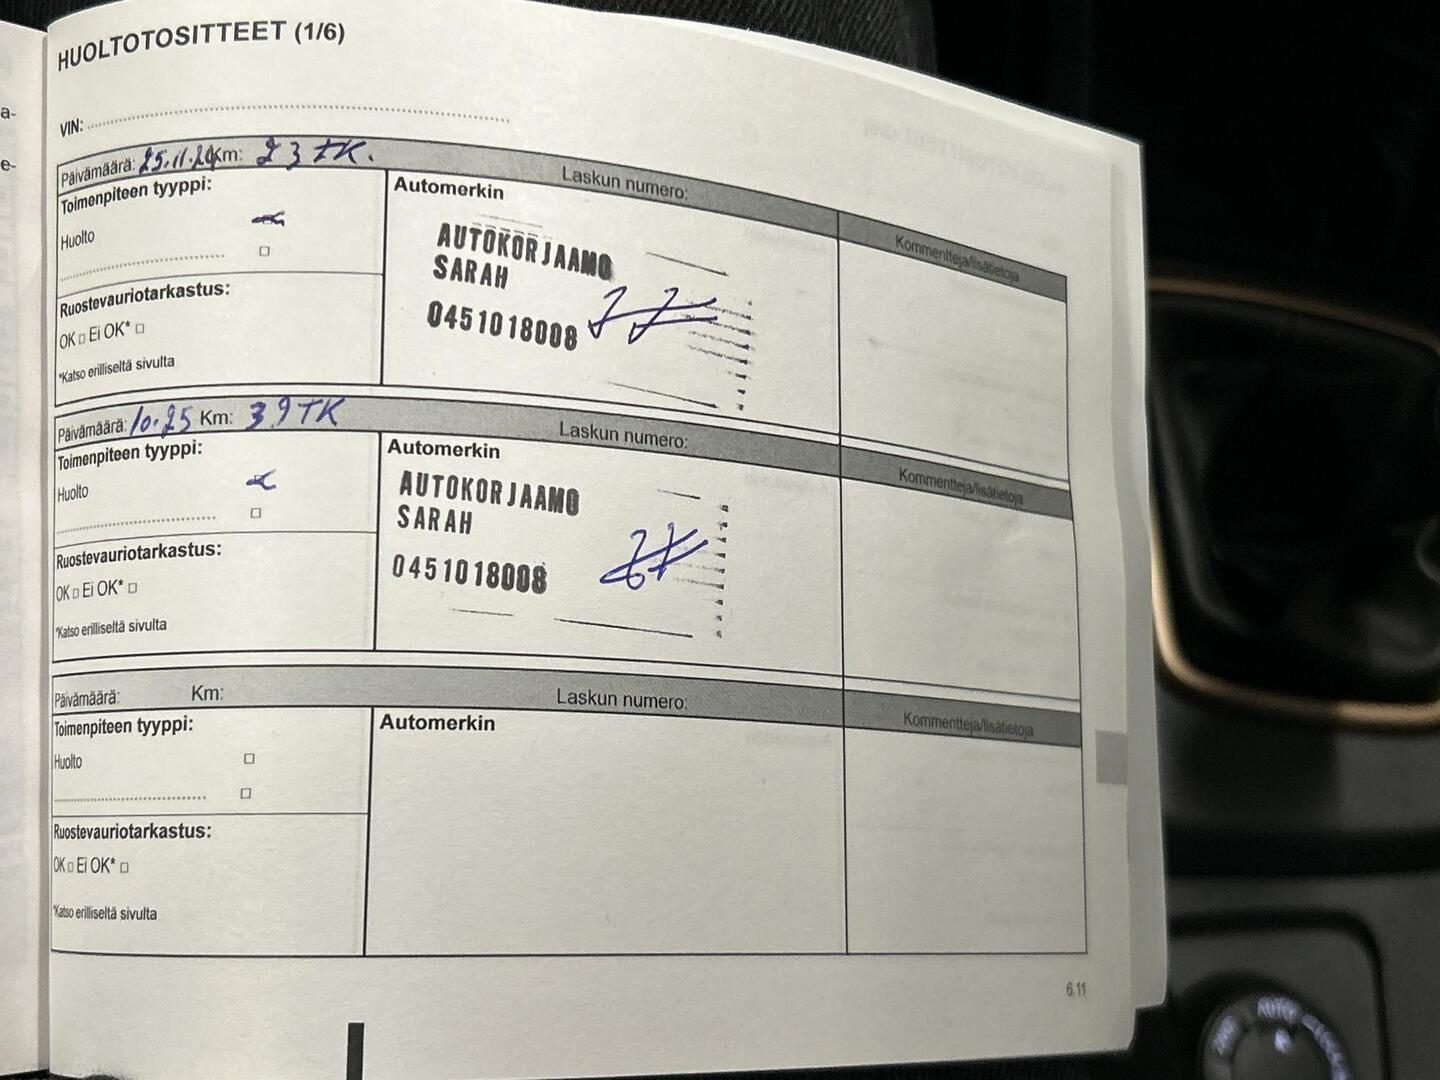 HUOLTOTOSITTEET (1/6)
VIN:
Päivämäärä: 25.11.24 Km: 23 TK. Laskun numero:
Toimenpiteen tyyppi:
Huolto
Ruostevauriotarkastus:
OK □ Ei OK* □
*Katso erilliseltä sivulta
Automerkin
AUTOKORJAAMO
SARAH
0451018008
Kommentteja/lisätietoja
Päivämäärä: 10.25 Km: 39 TK Laskun numero:
Toimenpiteen tyyppi:
Huolto
Ruostevauriotarkastus:
OK □ Ei OK* □
*Katso erilliseltä sivulta
Automerkin
AUTOKORJAAMO
SARAH
0451018008
Kommentteja/lisätietoja
Päivämäärä: Km: Laskun numero:
Toimenpiteen tyyppi:
Huolto
Ruostevauriotarkastus:
OK □ Ei OK* □
*Katso erilliseltä sivulta
Automerkin
Kommentteja/lisätietoja
6.11
a-
e-
AUTO